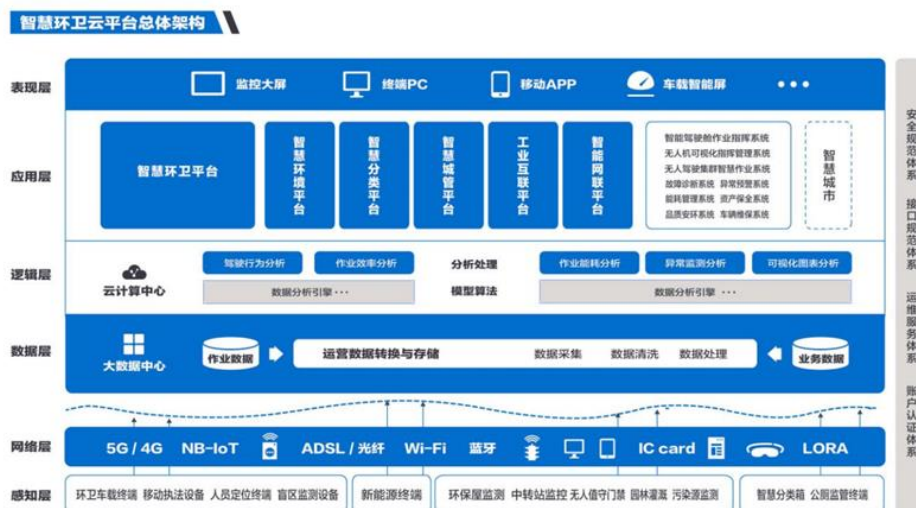 智慧环卫云平台总体架构
表现层
监控大屏
终端PC
移动APP
车载智能屏
应用层
智慧环卫平台
智慧环境平台
智慧分类平台
智慧城管平台
工业互联平台
智能网联平台
智能驾驶舱作业指挥系统
无人机可视化指挥管理系统
无人驾驶集群智慧作业系统
故障诊断系统 异常预警系统
能耗管理系统 资产保全系统
品质安环系统 车辆维保系统
智慧城市
逻辑层
云计算中心
驾驶行为分析
作业效率分析
分析处理
作业能耗分析
异常监测分析
可视化图表分析
数据分析引擎···
模型算法
数据分析引擎 ···
数据层
大数据中心
作业数据
运营数据转换与存储
数据采集
数据清洗
数据处理
业务数据
网络层
5G / 4G
NB-IoT
ADSL / 光纤
Wi-Fi
蓝牙
IC card
LORA
感知层
环卫车载终端 移动执法设备 人员定位终端 盲区监测设备
新能源终端
环保屋监测 中转站监控 无人值守门禁 园林灌溉 污染源监测
智慧分类箱 公厕监管终端
安全规范体系
接口规范体系
运维服务体系
账户认证体系